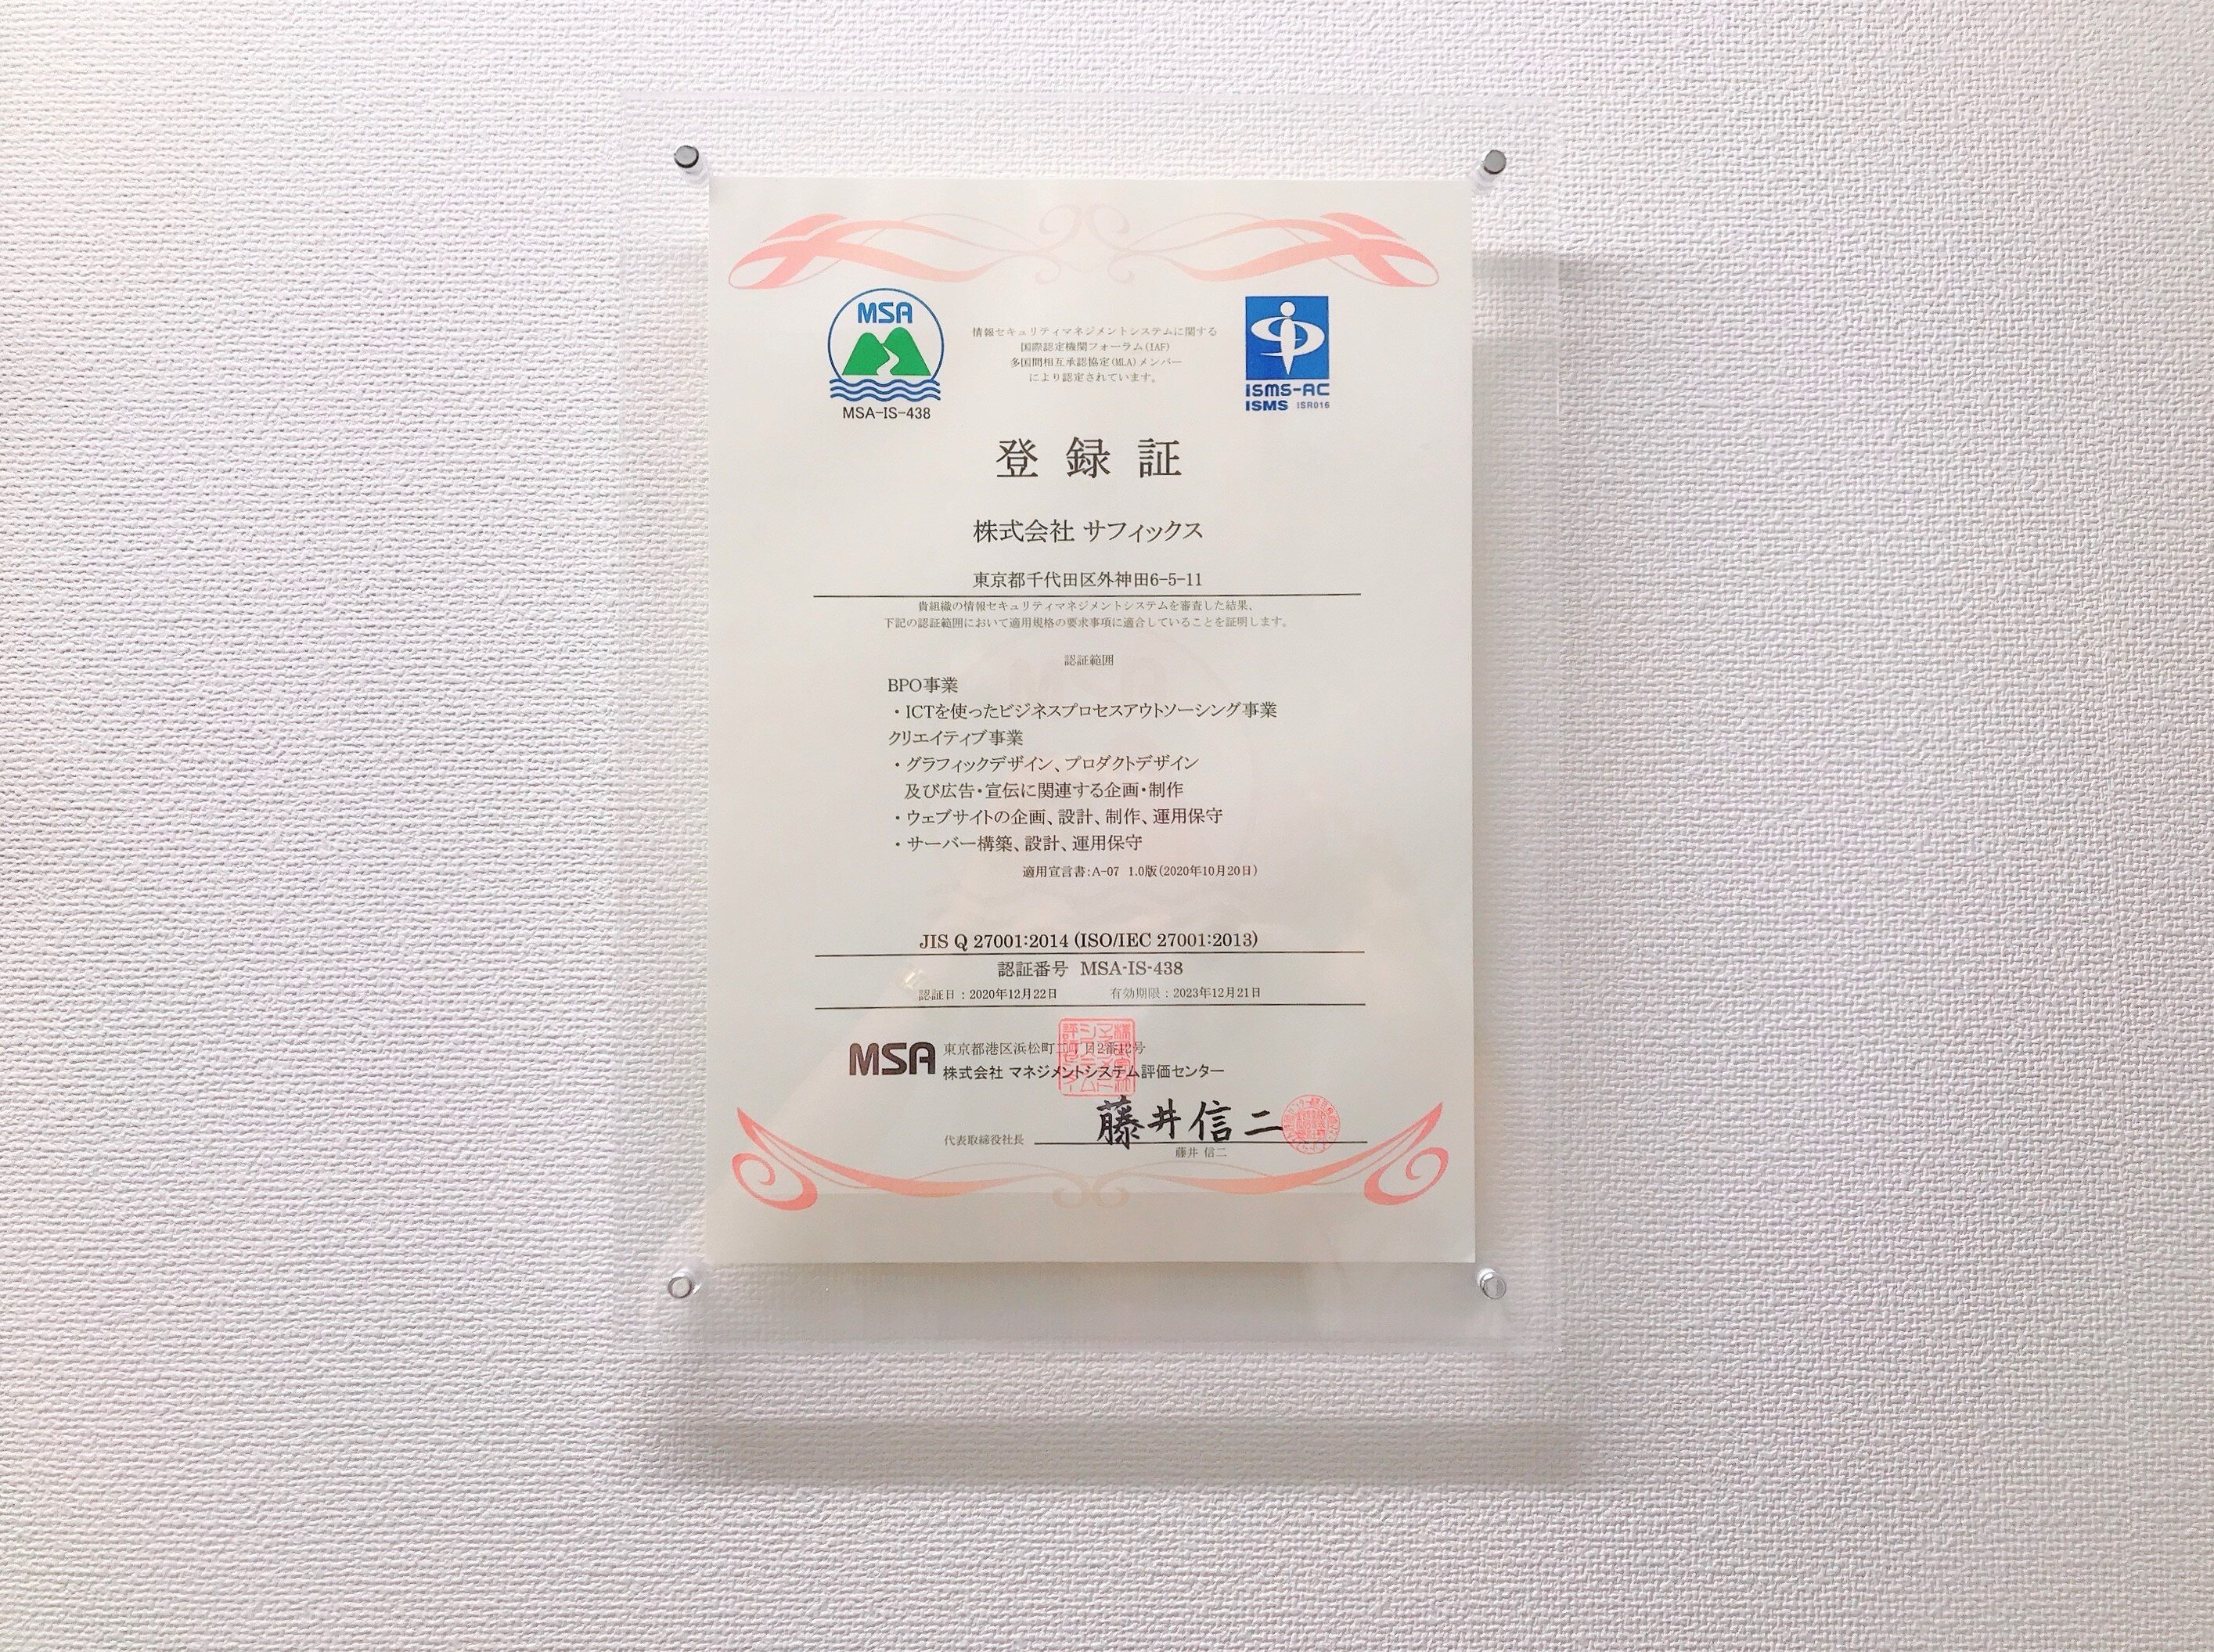 MSA
MSA-IS-438
情報セキュリティマネジメントシステムに関する
国際認定機関フォーラム(IAF)
多国間相互承認協定(MLA)メンバー
により認定されています。
ISMS-AC
ISMS ISR016
登録証
株式会社 サフィックス
東京都千代田区外神田6-5-11
貴組織の情報セキュリティマネジメントシステムを審査した結果、
下記の認証範囲において適用規格の要求事項に適合していることを証明します。
認証範囲
BPO事業
・ICTを使ったビジネスプロセスアウトソーシング事業
クリエイティブ事業
・グラフィックデザイン、プロダクトデザイン
及び広告・宣伝に関連する企画・制作
・ウェブサイトの企画、設計、制作、運用保守
・サーバー構築、設計、運用保守
適用宣言書:A-07 1.0版(2020年10月20日)
JIS Q 27001:2014 (ISO/IEC 27001:2013)
認証番号 MSA-IS-438
認証日:2020年12月22日 有効期限:2023年12月21日
MSA 東京都港区浜松町二丁目2番12号
株式会社 マネジメントシステム評価センター
藤井信二
代表取締役社長
藤井 信二